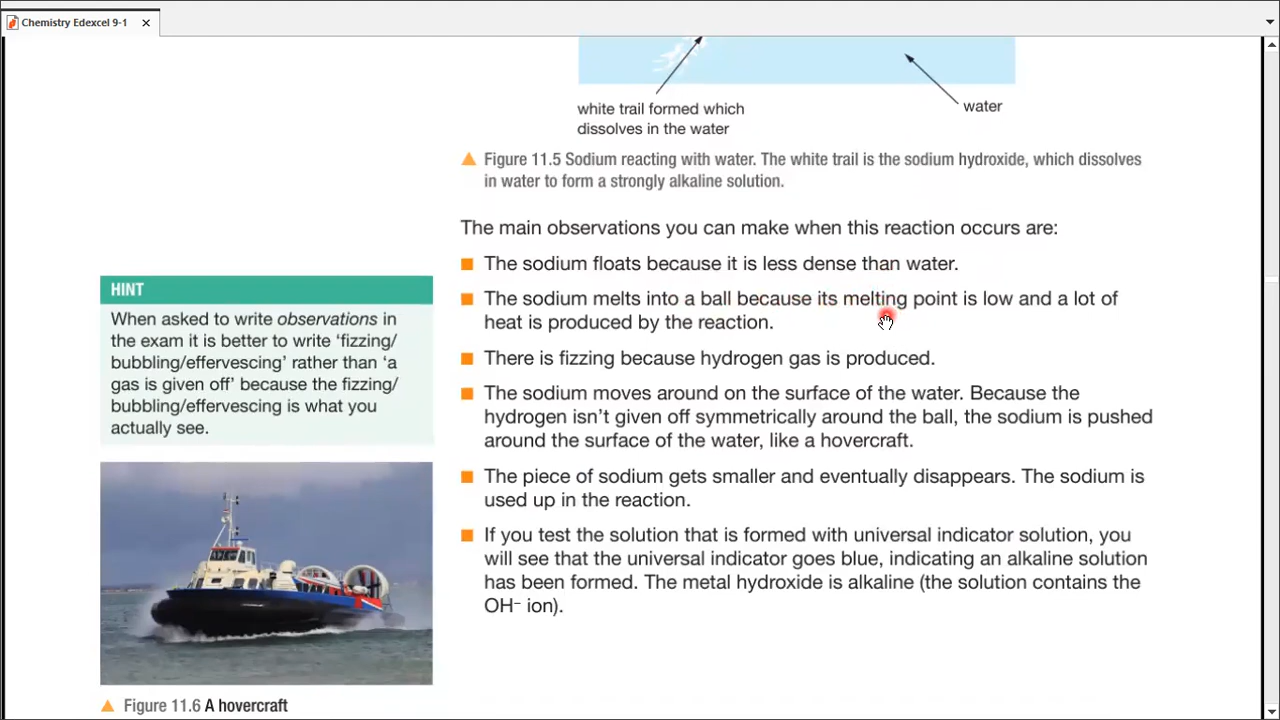 Chemistry Edexcel 9-1
white trail formed which
dissolves in the water
water
Figure 11.5 Sodium reacting with water. The white trail is the sodium hydroxide, which dissolves
in water to form a strongly alkaline solution.
The main observations you can make when this reaction occurs are:
The sodium floats because it is less dense than water.
The sodium melts into a ball because its melting point is low and a lot of
heat is produced by the reaction.
There is fizzing because hydrogen gas is produced.
The sodium moves around on the surface of the water. Because the
hydrogen isn't given off symmetrically around the ball, the sodium is pushed
around the surface of the water, like a hovercraft.
The piece of sodium gets smaller and eventually disappears. The sodium is
used up in the reaction.
If you test the solution that is formed with universal indicator solution, you
will see that the universal indicator goes blue, indicating an alkaline solution
has been formed. The metal hydroxide is alkaline (the solution contains the
OH⁻ ion).
HINT
When asked to write observations in
the exam it is better to write 'fizzing/
bubbling/effervescing' rather than 'a
gas is given off' because the fizzing/
bubbling/effervescing is what you
actually see.
Figure 11.6 A hovercraft